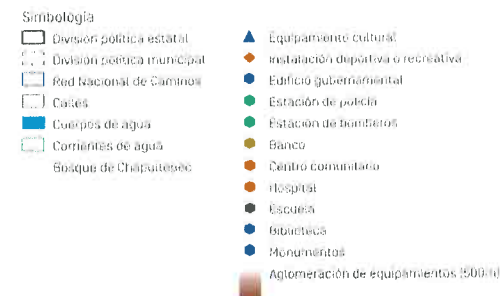 Simbología
División política estatal
División política municipal
Red Nacional de Caminos
Calles
Cuerpos de agua
Corrientes de agua
Bosque de Chapultepec
Equipamiento cultural
Instalación deportiva o recreativa
Edificio gubernamental
Estación de policía
Estación de bomberos
Banco
Centro comunitario
Hospital
Escuela
Biblioteca
Monumentos
Aglomeración de equipamientos (500m)